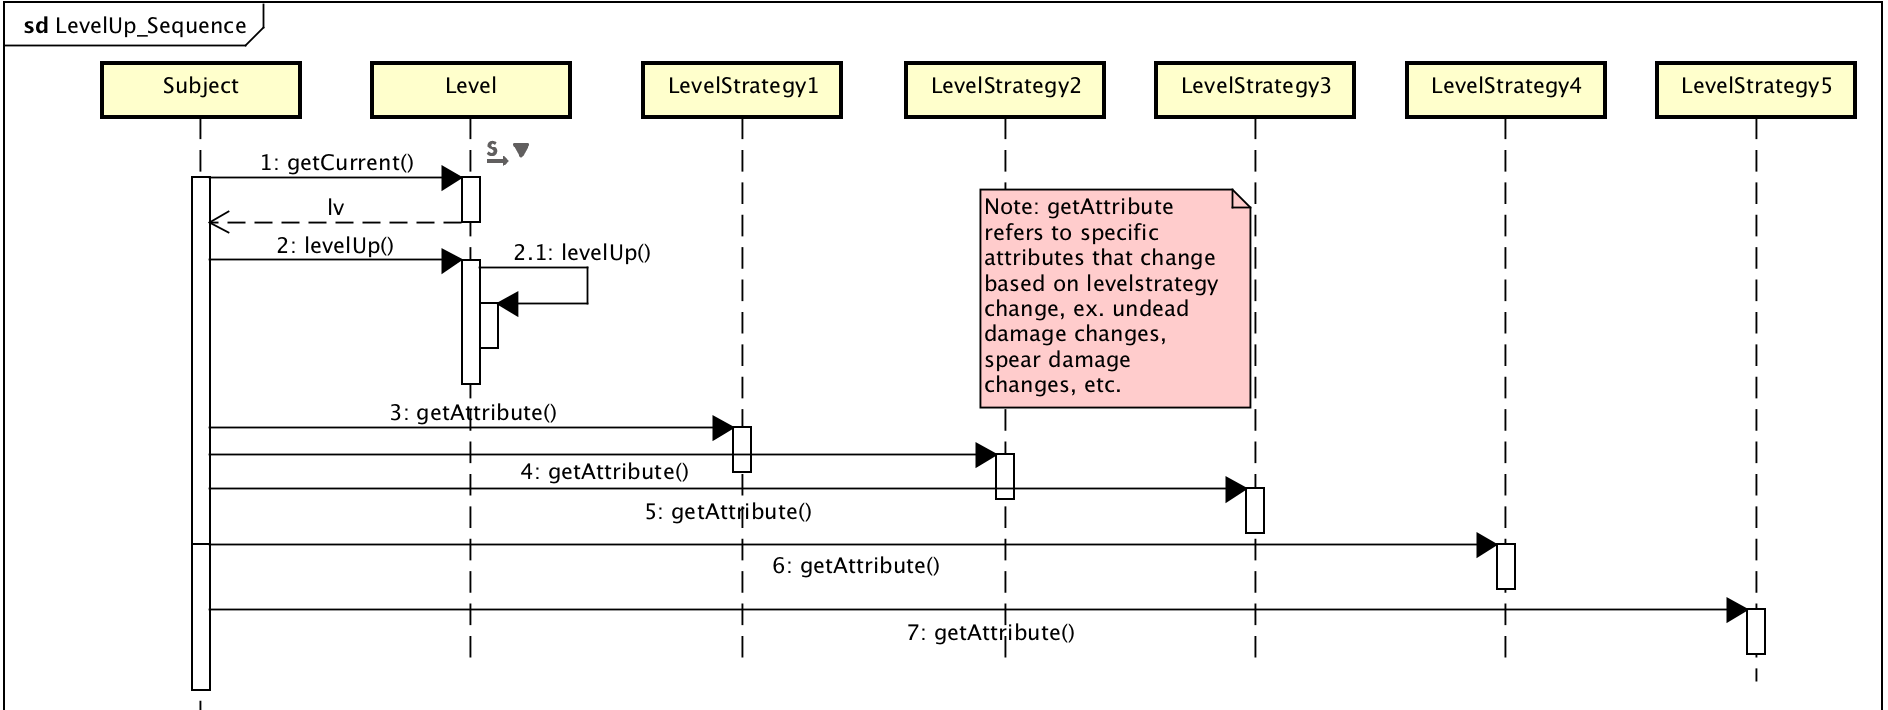 sd LevelUp_Sequence
Subject
Level
LevelStrategy1
LevelStrategy2
LevelStrategy3
LevelStrategy4
LevelStrategy5
S
1: getCurrent()
lv
2: levelUp()
2.1: levelUp()
Note: getAttribute
refers to specific
attributes that change
based on levelstrategy
change, ex. undead
damage changes,
spear damage
changes, etc.
3: getAttribute()
4: getAttribute()
5: getAttribute()
6: getAttribute()
7: getAttribute()